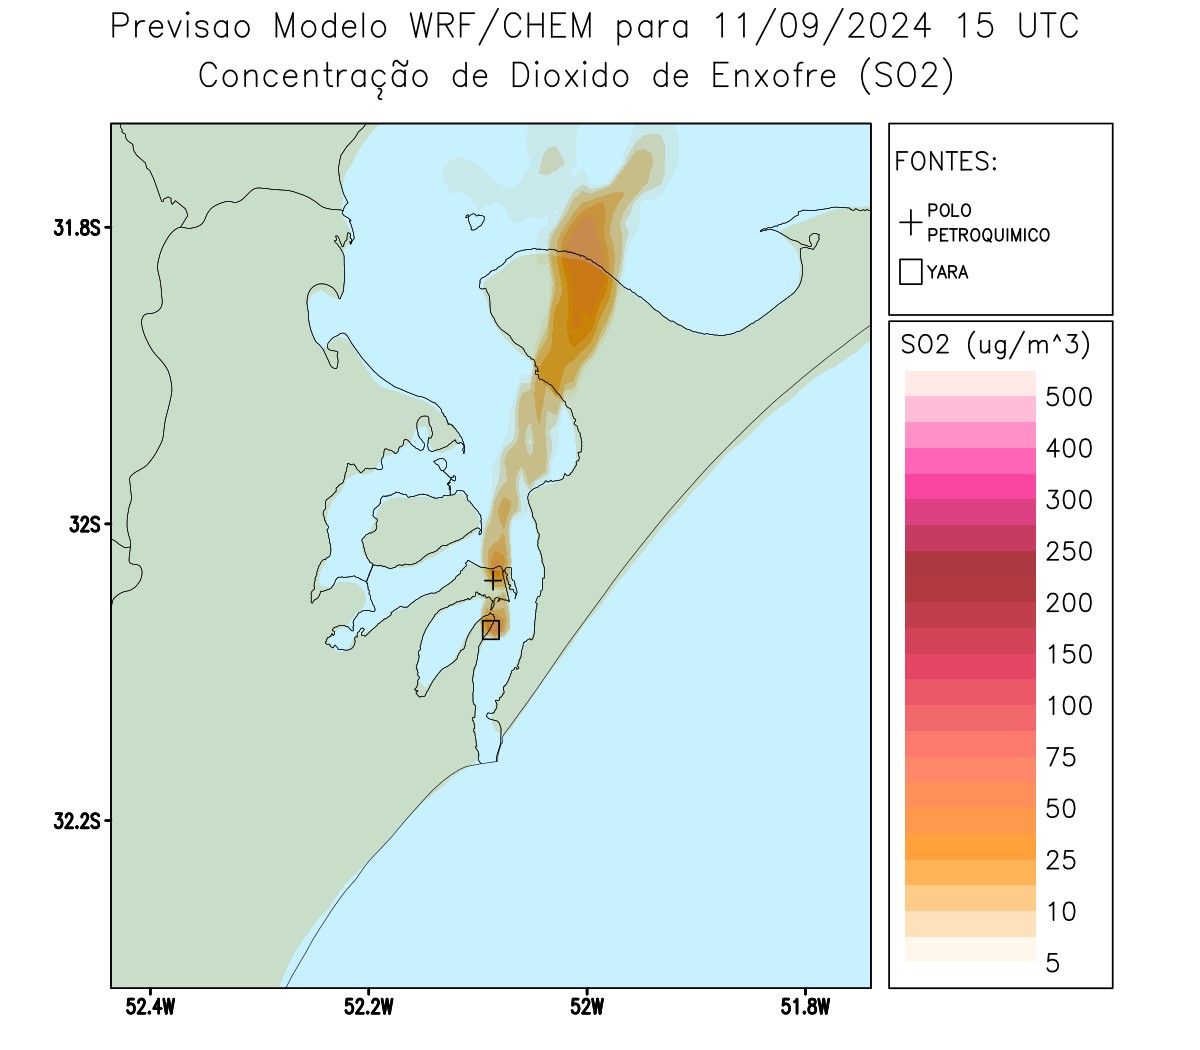 Previsao Modelo WRF/CHEM para 11/09/2024 15 UTC
Concentração de Dioxido de Enxofre (SO2)
FONTES:
POLO
PETROQUIMICO
YARA
SO2 (ug/m^3)
500
400
300
250
200
150
100
75
50
25
10
5
31.8S
32S
32.2S
52.4W
52.2W
52W
51.8W